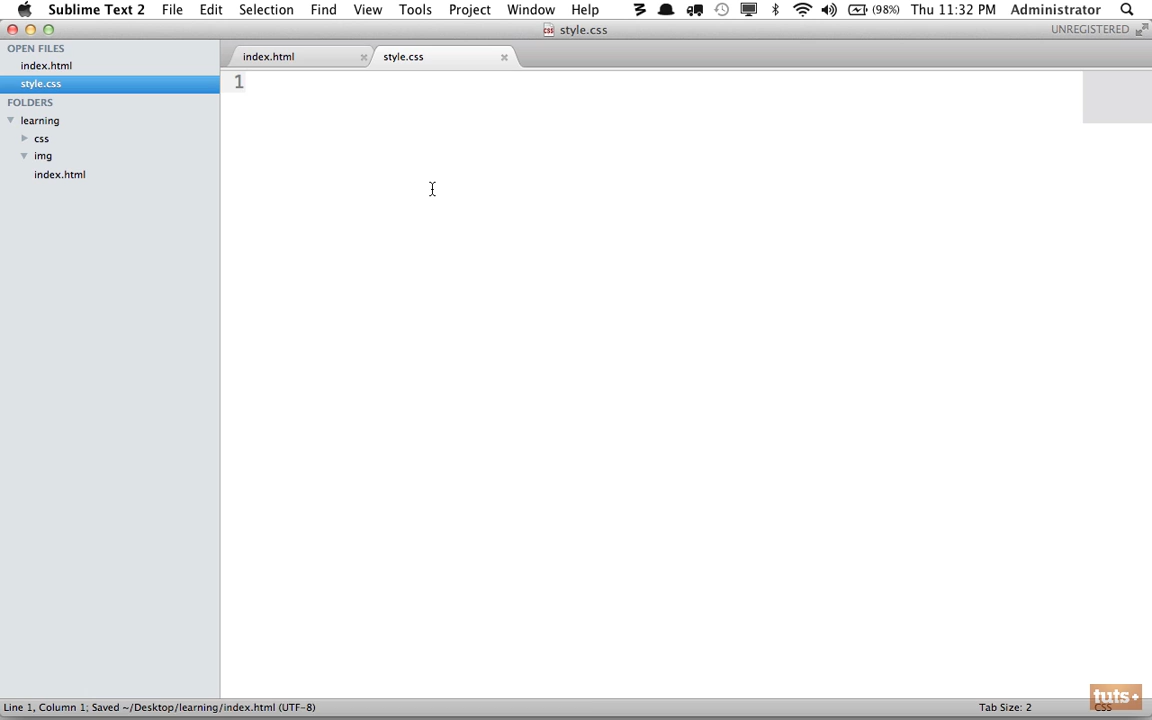 Sublime Text 2 File Edit Selection Find View Tools Project Window Help (98%) Thu 11:32 PM Administrator
style.css UNREGISTERED
OPEN FILES
index.html
style.css
FOLDERS
learning
css
img
index.html
index.html style.css
1
Line 1, Column 1; Saved ~/Desktop/learning/index.html (UTF-8) Tab Size: 2 CSS
tuts+